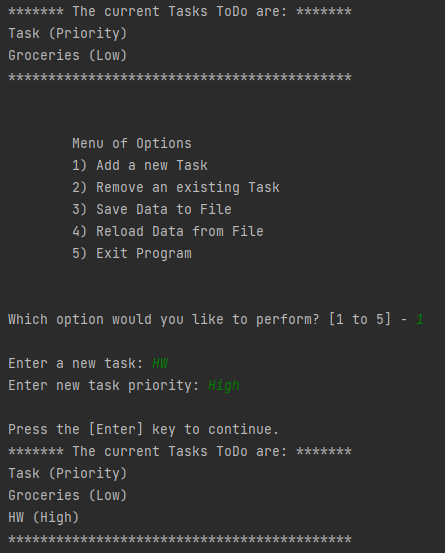 ******* The current Tasks ToDo are: *******
Task (Priority)
Groceries (Low)
*******************************************
Menu of Options
1) Add a new Task
2) Remove an existing Task
3) Save Data to File
4) Reload Data from File
5) Exit Program
Which option would you like to perform? [1 to 5] - 1
Enter a new task: HW
Enter new task priority: High
Press the [Enter] key to continue.
******* The current Tasks ToDo are: *******
Task (Priority)
Groceries (Low)
HW (High)
*******************************************